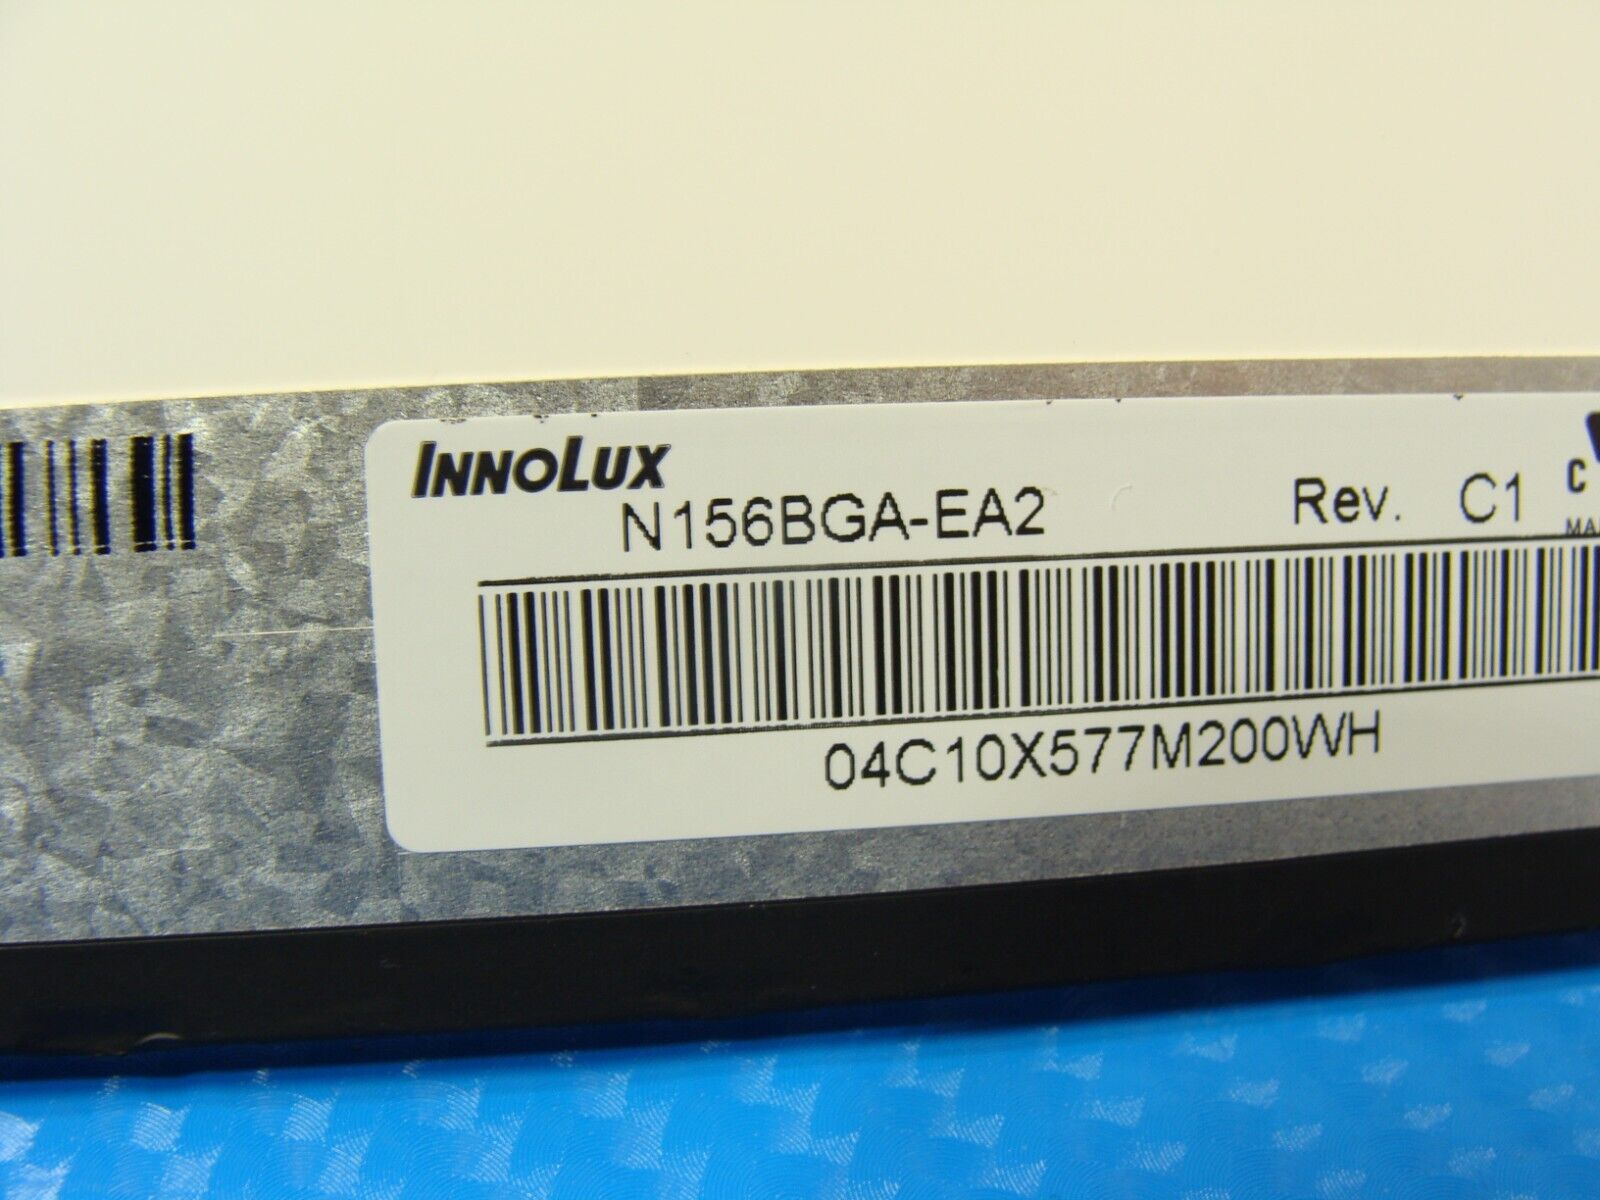 INNOLUX
N156BGA-EA2 Rev. C1
04C10X577M200WH